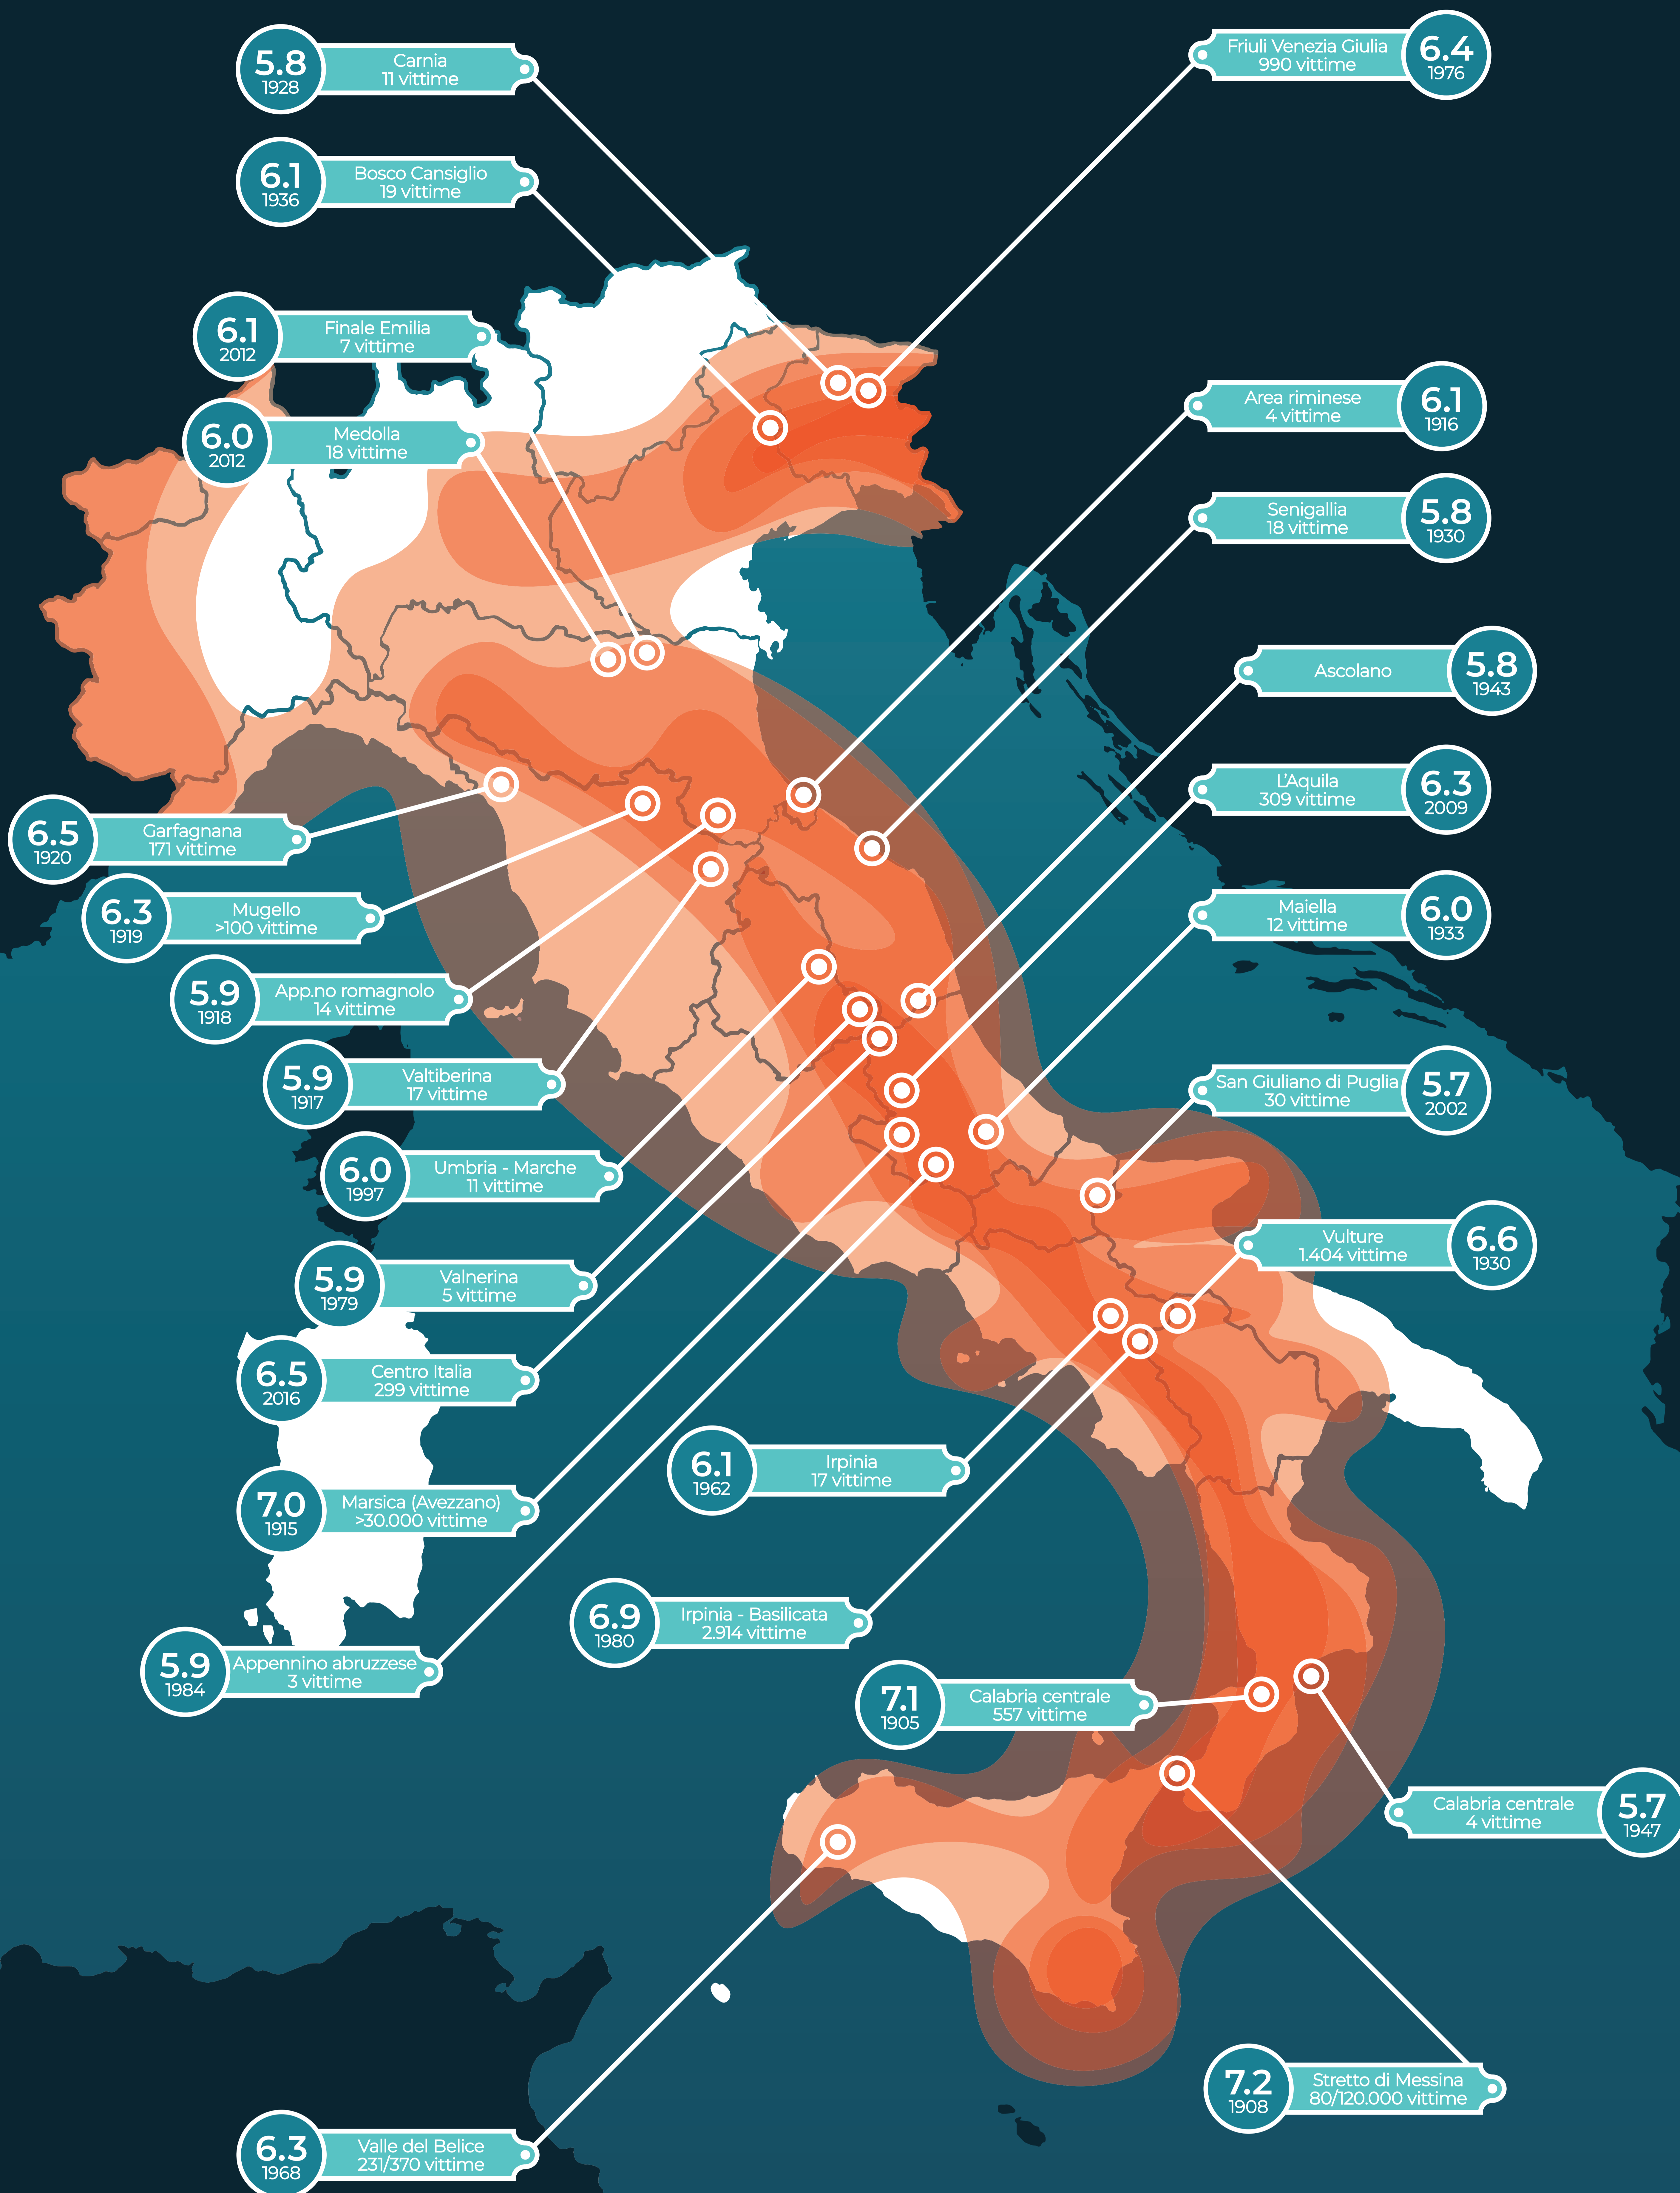 5.8
1928
Carnia
11 vittime
Friuli Venezia Giulia
990 vittime
6.4
1976
6.1
1936
Bosco Cansiglio
19 vittime
6.1
2012
Finale Emilia
7 vittime
Area riminese
4 vittime
6.1
1916
6.0
2012
Medolla
18 vittime
Senigallia
18 vittime
5.8
1930
Ascolano
5.8
1943
L'Aquila
309 vittime
6.3
2009
6.5
1920
Garfagnana
171 vittime
6.3
1919
Mugello
>100 vittime
Maiella
12 vittime
6.0
1933
5.9
1918
App.no romagnolo
14 vittime
5.9
1917
Valtiberina
17 vittime
San Giuliano di Puglia
30 vittime
5.7
2002
6.0
1997
Umbria - Marche
11 vittime
Vulture
1.404 vittime
6.6
1930
5.9
1979
Valnerina
5 vittime
6.5
2016
Centro Italia
299 vittime
6.1
1962
Irpinia
17 vittime
7.0
1915
Marsica (Avezzano)
>30.000 vittime
6.9
1980
Irpinia - Basilicata
2.914 vittime
5.9
1984
Appennino abruzzese
3 vittime
7.1
1905
Calabria centrale
557 vittime
Calabria centrale
4 vittime
5.7
1947
7.2
1908
Stretto di Messina
80/120.000 vittime
6.3
1968
Valle del Belice
231/370 vittime